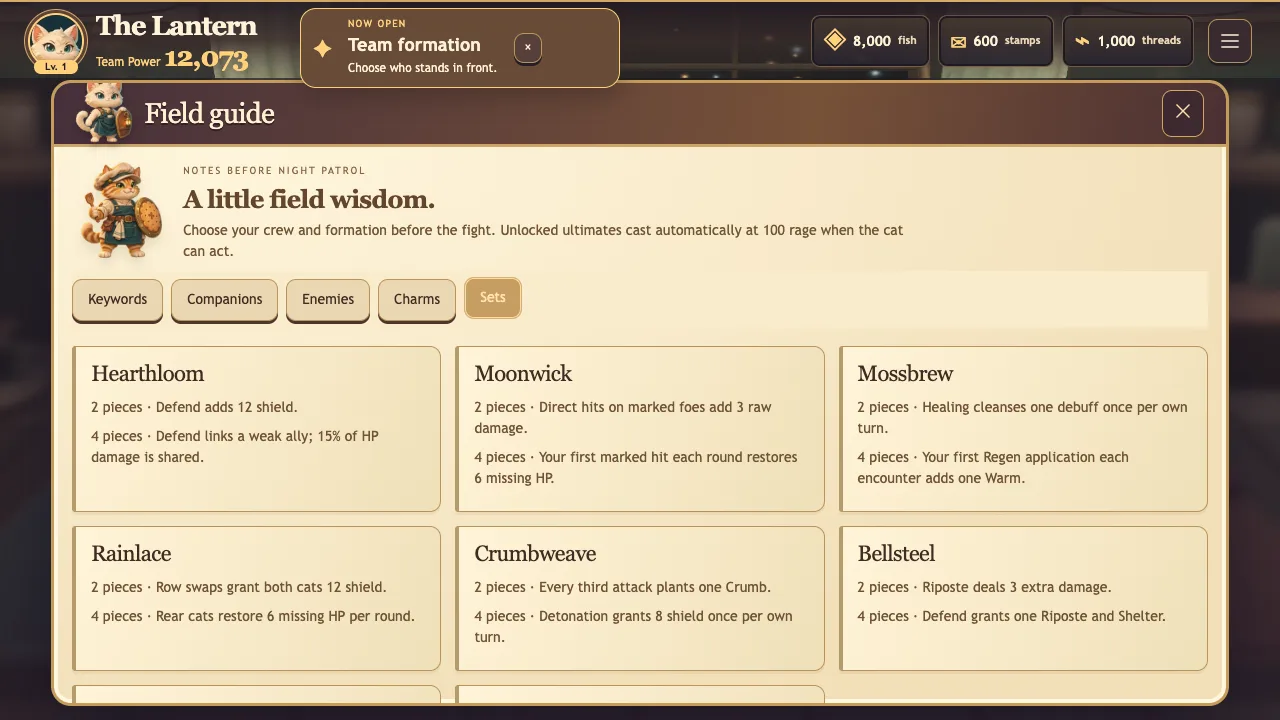 The Lantern
Lv. 1
Team Power 12,073
NOW OPEN
Team formation
Choose who stands in front.
×
8,000 fish
600 stamps
1,000 threads
Field guide
NOTES BEFORE NIGHT PATROL
A little field wisdom.
Choose your crew and formation before the fight. Unlocked ultimates cast automatically at 100 rage when the cat
can act.
Keywords
Companions
Enemies
Charms
Sets
Hearthloom
2 pieces · Defend adds 12 shield.
4 pieces · Defend links a weak ally; 15% of HP
damage is shared.
Moonwick
2 pieces · Direct hits on marked foes add 3 raw
damage.
4 pieces · Your first marked hit each round restores
6 missing HP.
Mossbrew
2 pieces · Healing cleanses one debuff once per own
turn.
4 pieces · Your first Regen application each
encounter adds one Warm.
Rainlace
2 pieces · Row swaps grant both cats 12 shield.
4 pieces · Rear cats restore 6 missing HP per round.
Crumbweave
2 pieces · Every third attack plants one Crumb.
4 pieces · Detonation grants 8 shield once per own
turn.
Bellsteel
2 pieces · Riposte deals 3 extra damage.
4 pieces · Defend grants one Riposte and Shelter.